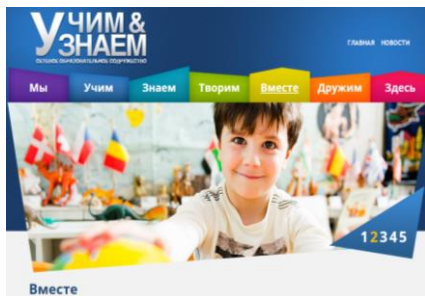 УЧИМ &
ЗНАЕМ
ГЛАВНАЯ НОВОСТИ
Мы Учим Знаем Творим Вместе Дружим Здесь
12345
Вместе